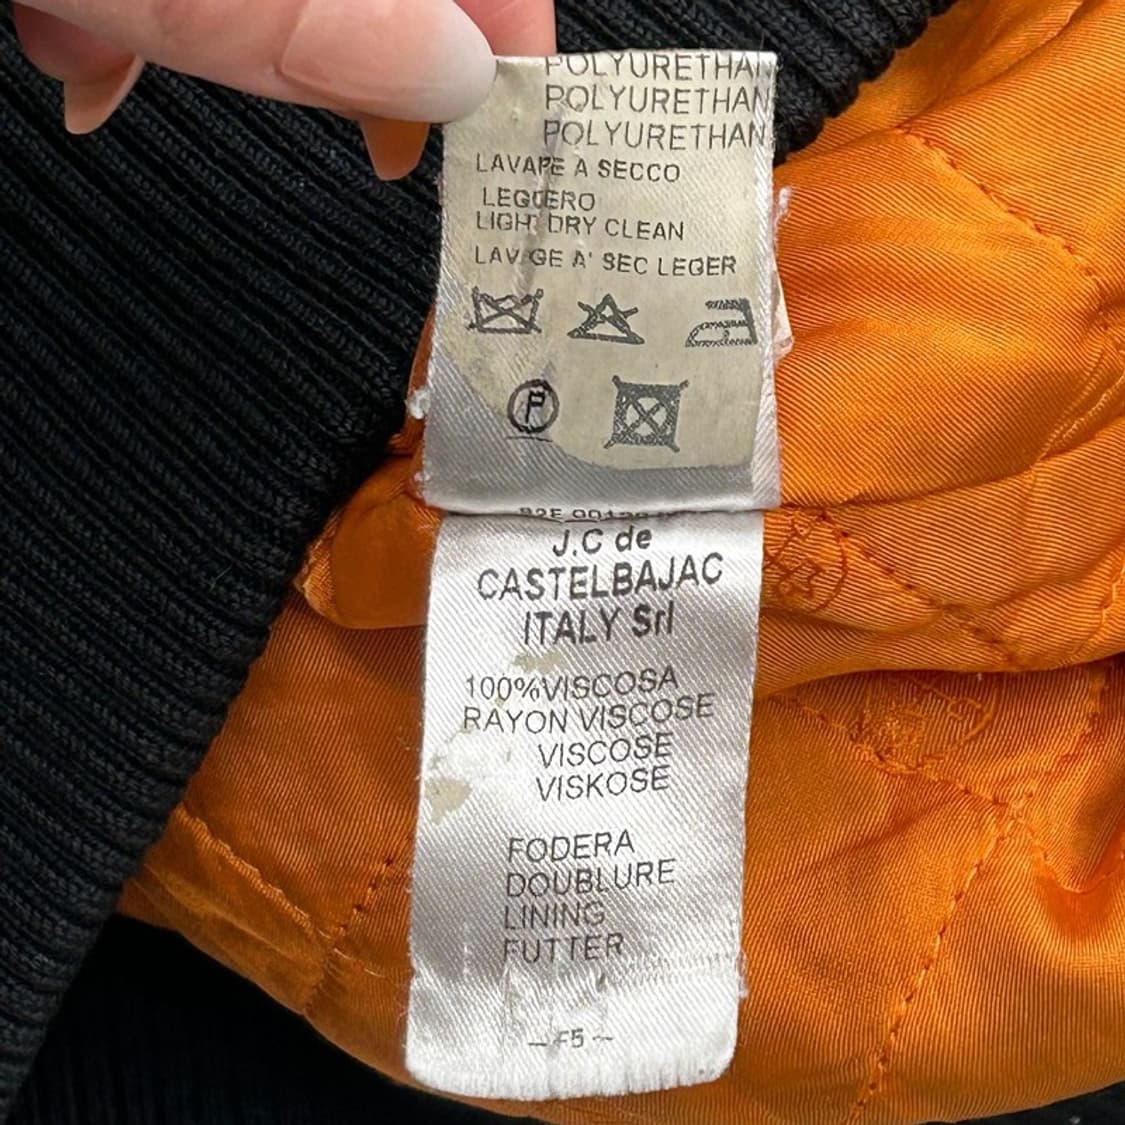 POLYURETHAN
POLYURETHAN
POLYURETHAN
LAVARE A SECCO
LEGGERO
LIGHT DRY CLEAN
LAVAGE A' SEC LEGER
P
J.C de
CASTELBAJAC
ITALY Srl
100%VISCOSA
RAYON VISCOSE
VISCOSE
VISKOSE
FODERA
DOUBLURE
LINING
FUTTER